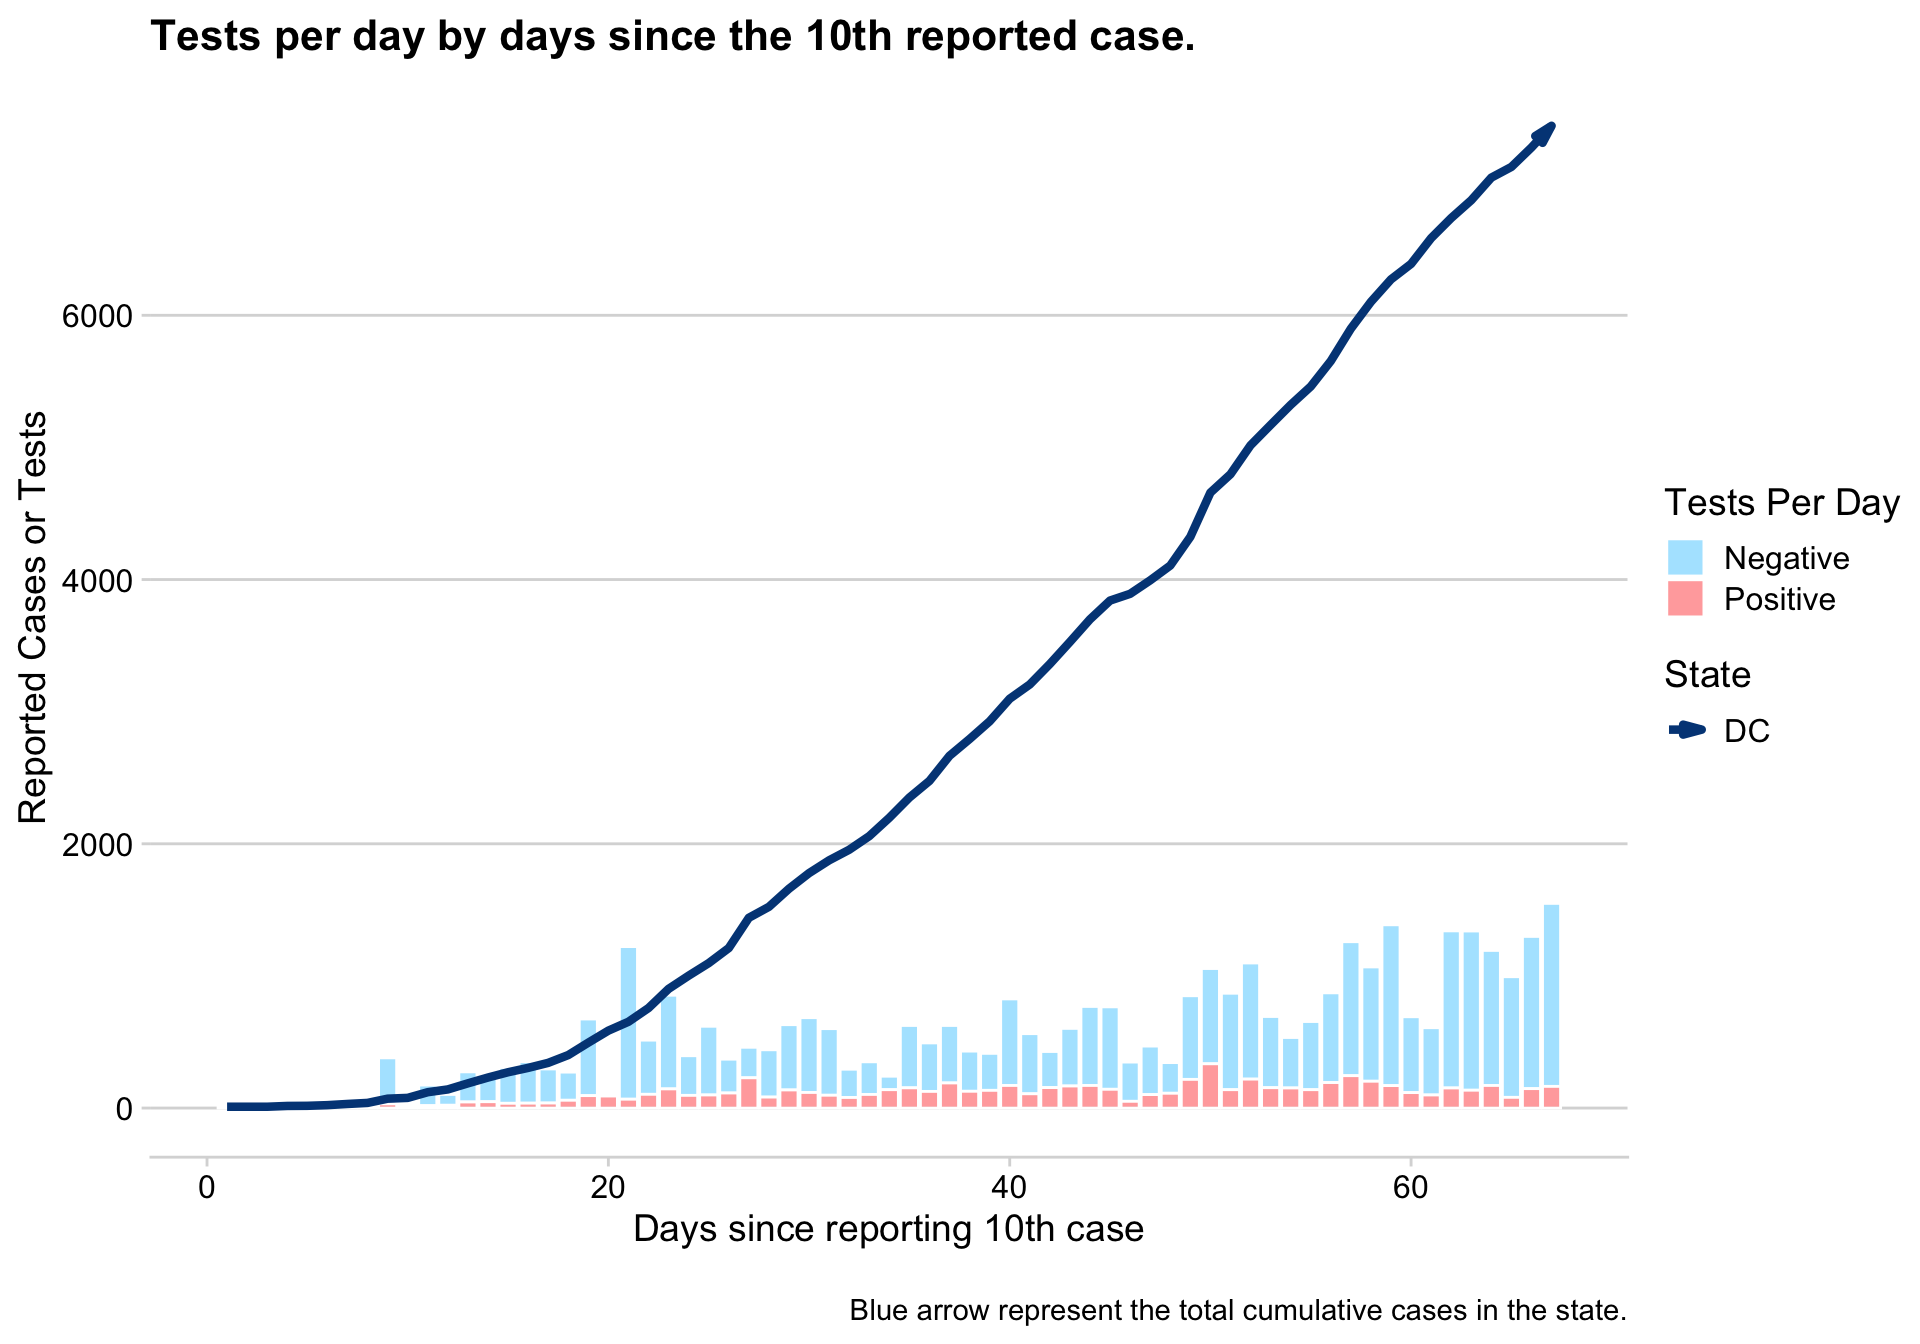 Tests per day by days since the 10th reported case.
Reported Cases or Tests
6000
4000
2000
0
0
20
40
60
Days since reporting 10th case
Tests Per Day
Negative
Positive
State
DC
Blue arrow represent the total cumulative cases in the state.